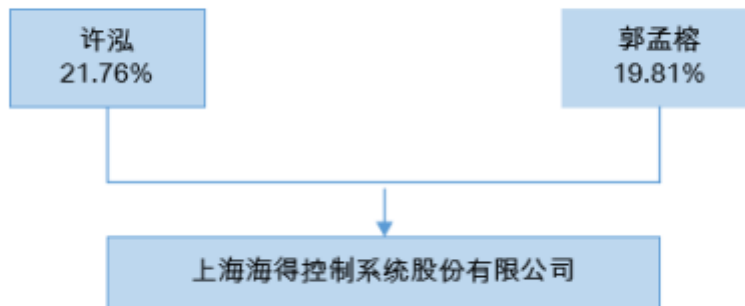 许泓
21.76%
郭孟榕
19.81%
上海海得控制系统股份有限公司